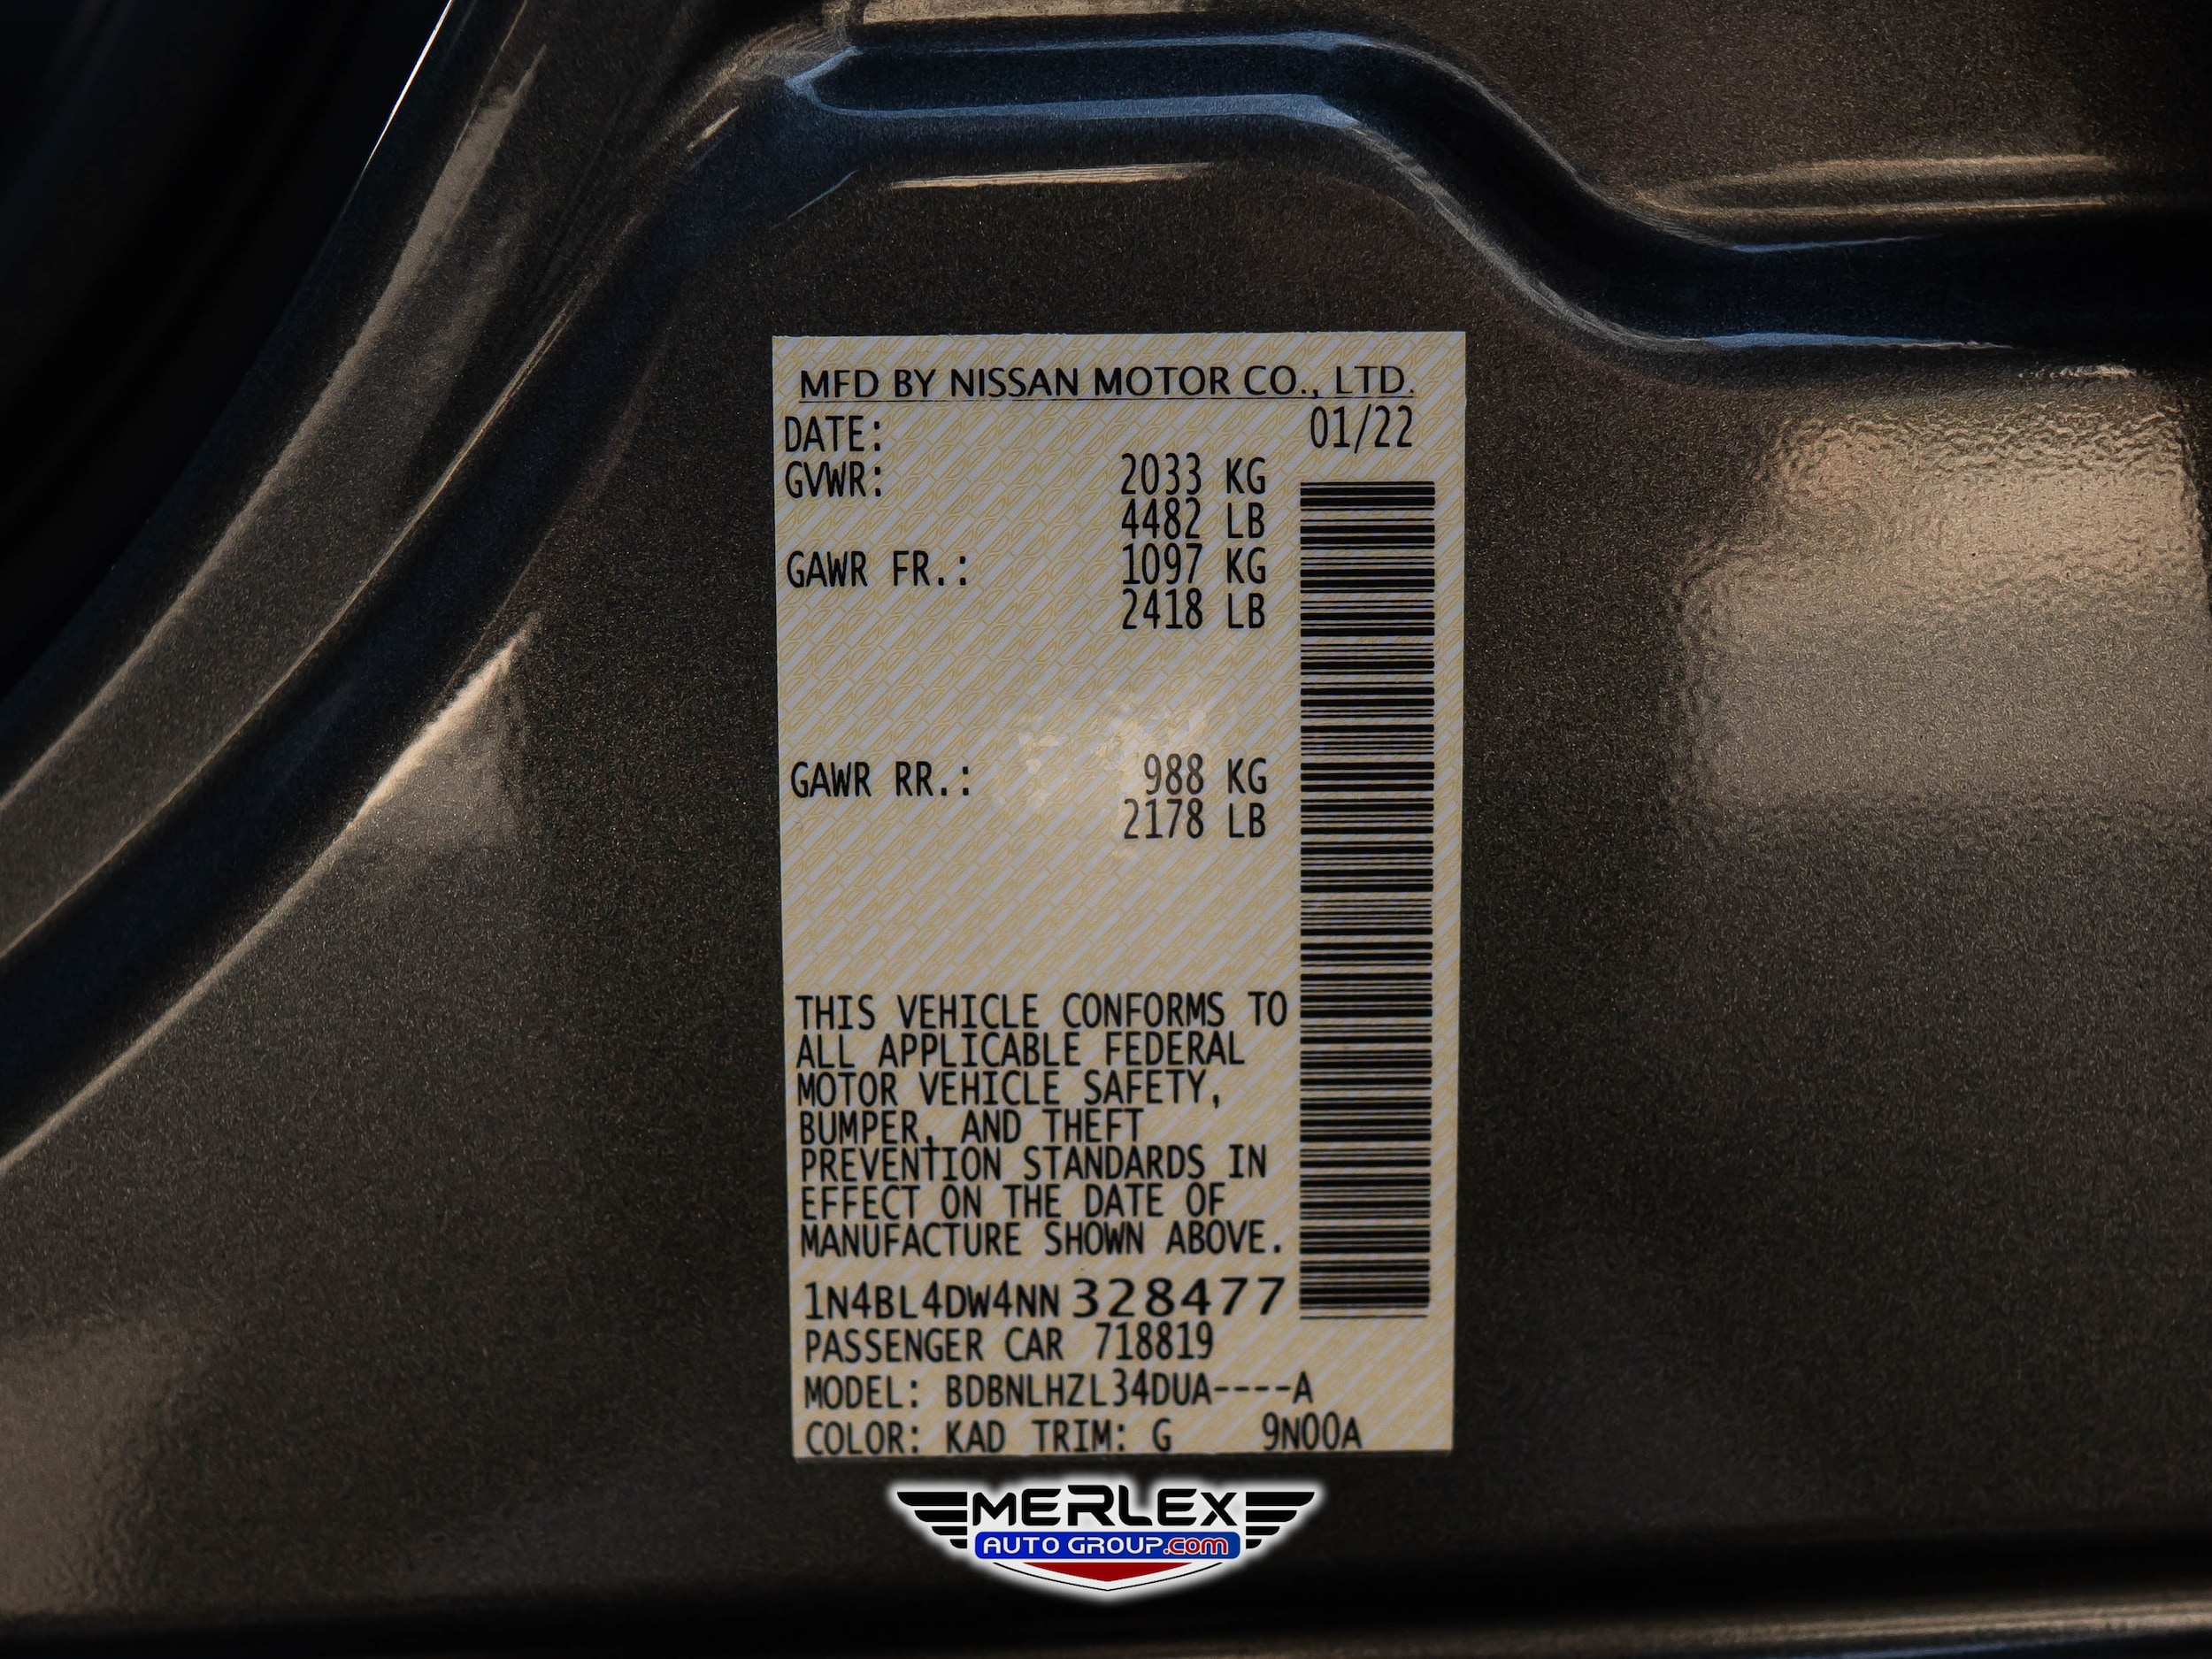 MFD BY NISSAN MOTOR CO., LTD.
DATE: 01/22
GVWR: 2033 KG
4482 LB
GAWR FR.: 1097 KG
2418 LB
GAWR RR.: 988 KG
2178 LB
THIS VEHICLE CONFORMS TO
ALL APPLICABLE FEDERAL
MOTOR VEHICLE SAFETY,
BUMPER, AND THEFT
PREVENTION STANDARDS IN
EFFECT ON THE DATE OF
MANUFACTURE SHOWN ABOVE.
1N4BL4DW4NN328477
PASSENGER CAR 718819
MODEL: BDBNLHZL34DUA----A
COLOR: KAD TRIM: G 9N00A
MERLEX
AUTO GROUP.com